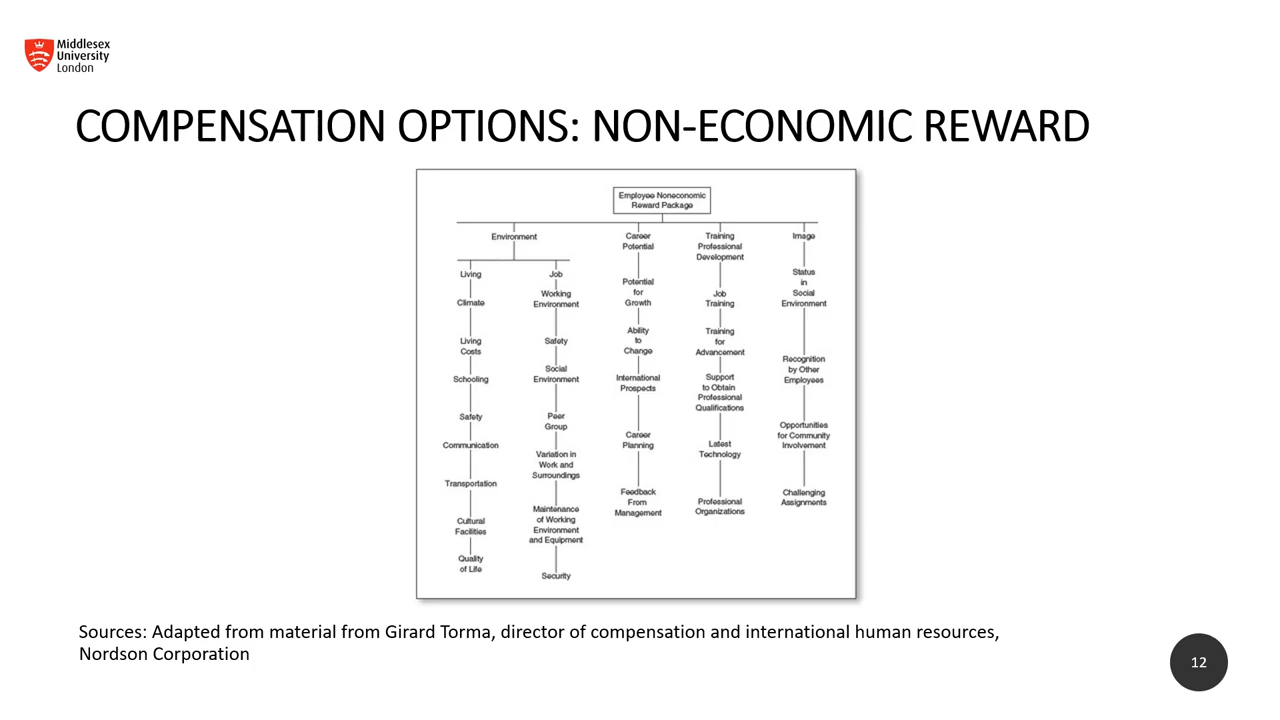 Middlesex
University
London
COMPENSATION OPTIONS: NON-ECONOMIC REWARD
Employee Noneconomic
Reward Package
Environment
Living
Climate
Living
Costs
Schooling
Safety
Communication
Transportation
Cultural
Facilities
Quality
of Life
Job
Working
Environment
Safety
Social
Environment
Peer
Group
Variation in
Work and
Surroundings
Maintenance
of Working
Environment
and Equipment
Security
Career
Potential
Potential
for
Growth
Ability
to
Change
International
Prospects
Career
Planning
Feedback
From
Management
Training
Professional
Development
Job
Training
Training
for
Advancement
Support
to Obtain
Professional
Qualifications
Latest
Technology
Professional
Organizations
Image
Status
in
Social
Environment
Recognition
by Other
Employees
Opportunities
for Community
Involvement
Challenging
Assignments
Sources: Adapted from material from Girard Torma, director of compensation and international human resources,
Nordson Corporation
12